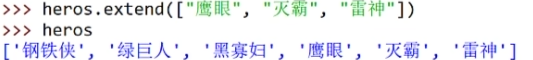 >>> heros.extend(["鹰眼", "灭霸", "雷神"])
>>> heros
['钢铁侠', '绿巨人', '黑寡妇', '鹰眼', '灭霸', '雷神']